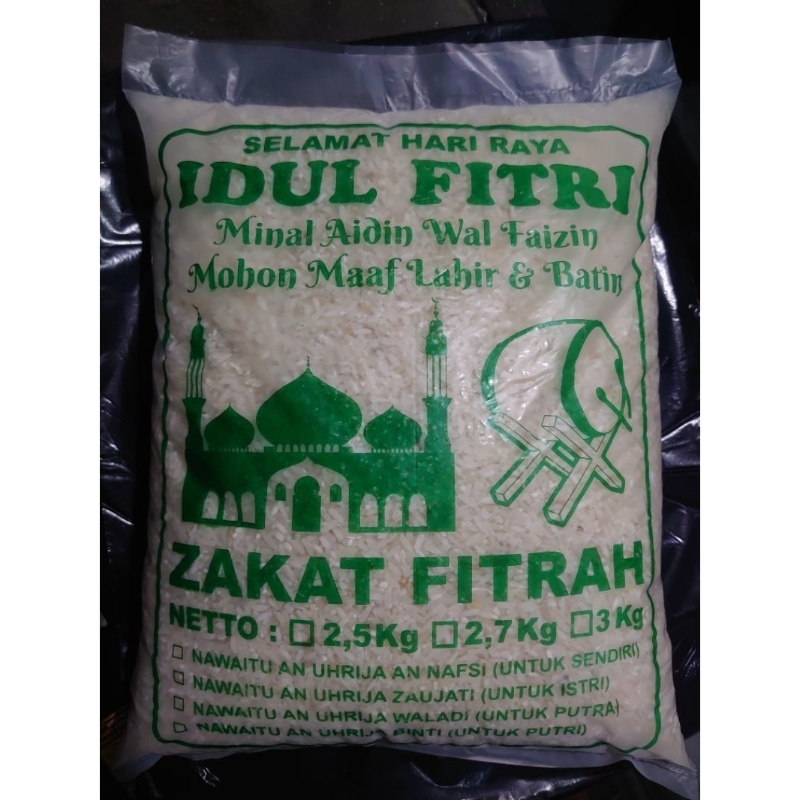 SELAMAT HARI RAYA
IDUL FITRI
Minal Aidin Wal Faizin
Mohon Maaf Lahir & Batin
ZAKAT FITRAH
NETTO : ☐ 2,5Kg ☐ 2,7Kg ☐ 3Kg
☐ NAWAITU AN UHRIJA AN NAFSI (UNTUK SENDIRI)
☐ NAWAITU AN UHRIJA ZAUJATI (UNTUK ISTRI)
☐ NAWAITU AN UHRIJA WALADI (UNTUK PUTRA)
☐ NAWAITU AN UHRIJA BINTI (UNTUK PUTRI)